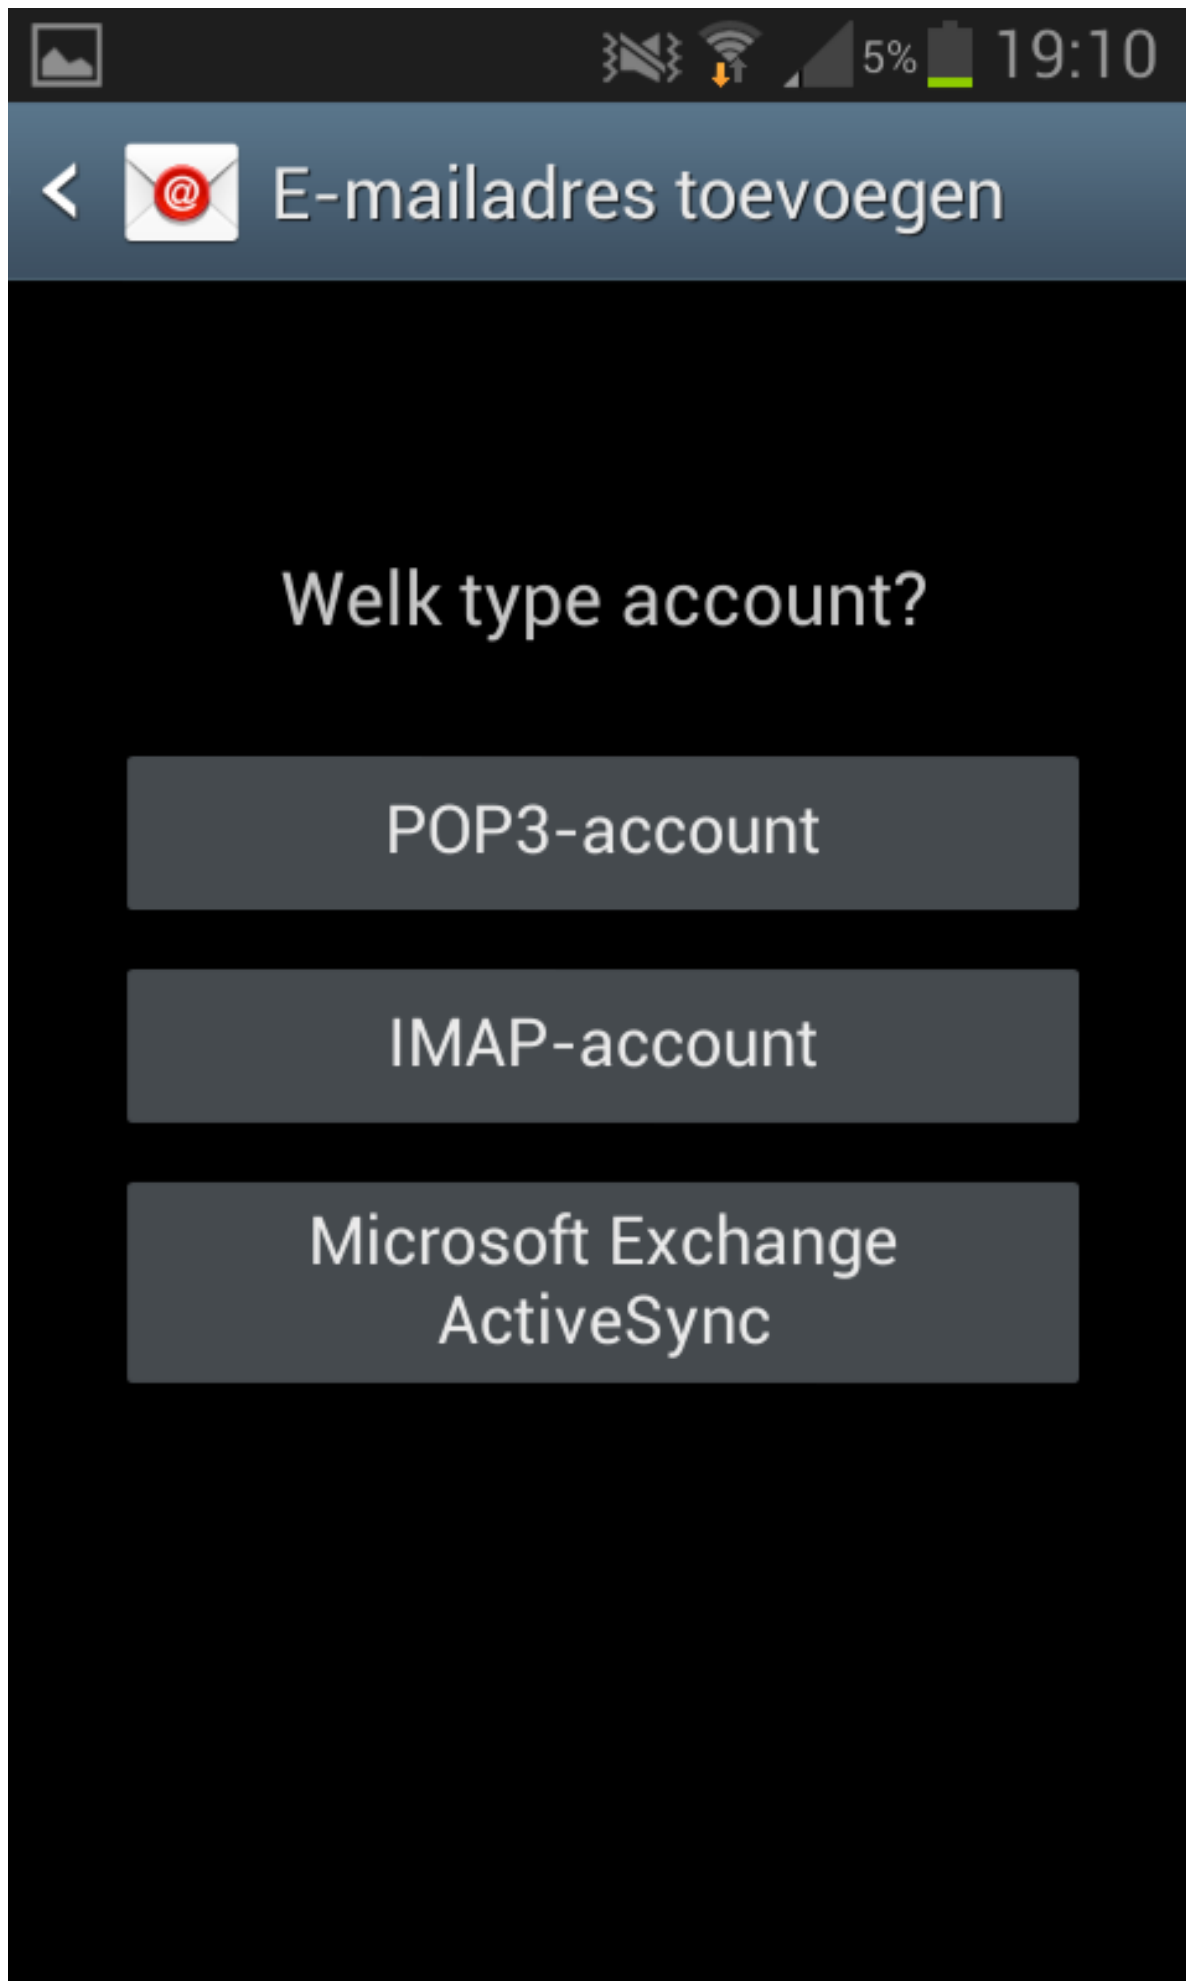 5% 19:10
E-mailadres toevoegen
Welk type account?
POP3-account
IMAP-account
Microsoft Exchange
ActiveSync